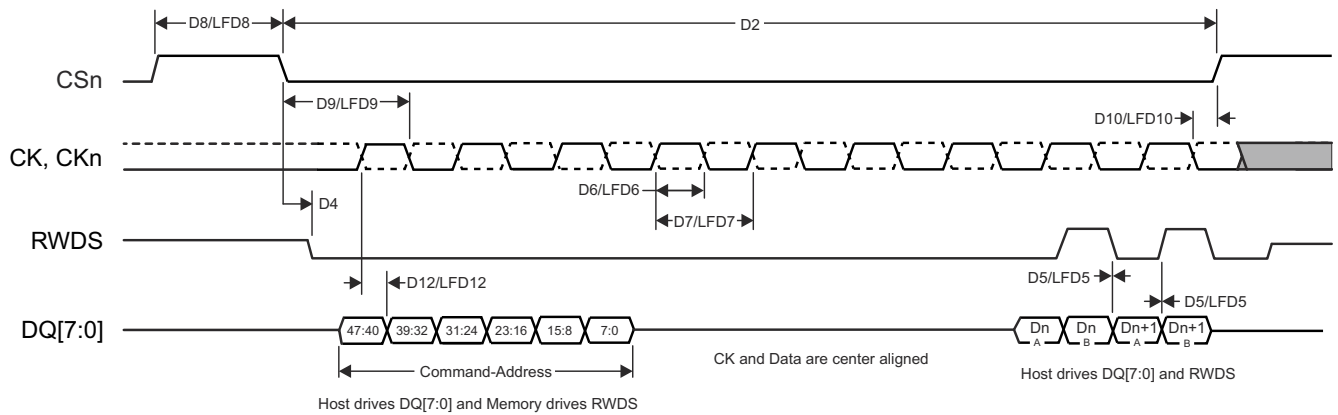 D8/LFD8
D2
CSn
D9/LFD9
D10/LFD10
CK, CKn
D6/LFD6
D4
D7/LFD7
RWDS
D12/LFD12
D5/LFD5
D5/LFD5
DQ[7:0]
47:40 39:32 31:24 23:16 15:8 7:0
Dn A Dn B Dn+1 A Dn+1 B
Command-Address
CK and Data are center aligned
Host drives DQ[7:0] and RWDS
Host drives DQ[7:0] and Memory drives RWDS